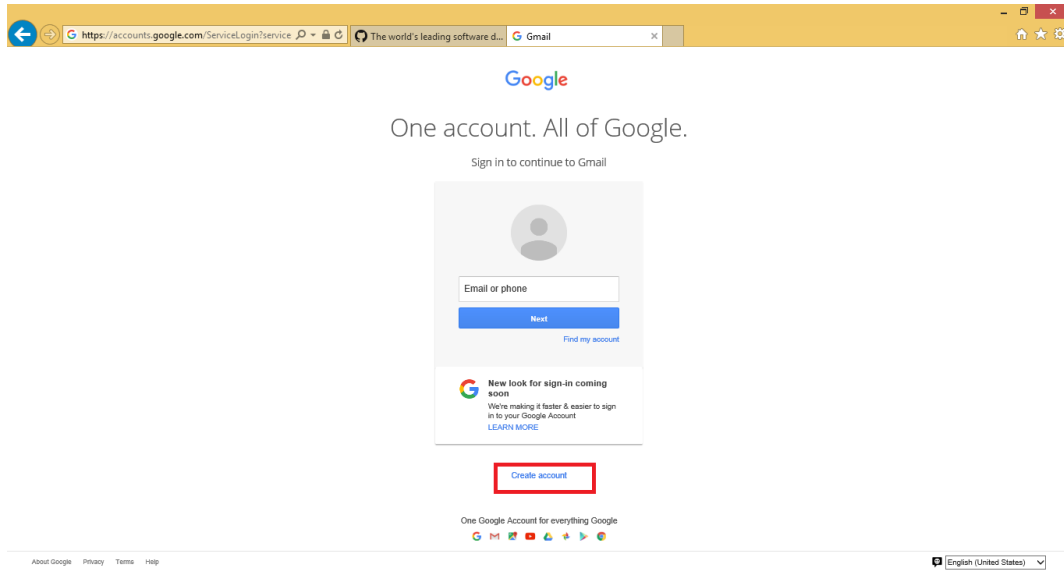 https://accounts.google.com/ServiceLogin?service
The world's leading software d...
Gmail
Google
One account. All of Google.
Sign in to continue to Gmail
Email or phone
Next
Find my account
New look for sign-in coming
soon
We're making it faster & easier to sign
in to your Google Account
LEARN MORE
Create account
One Google Account for everything Google
About Google Privacy Terms Help
English (United States)